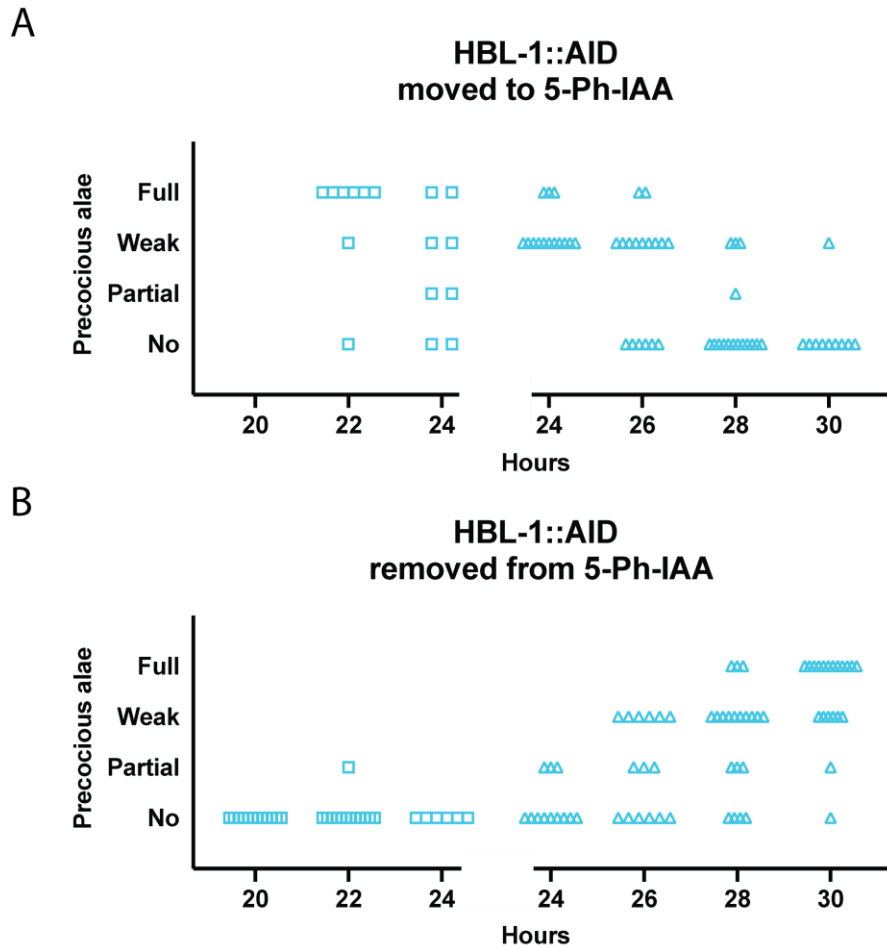 A
HBL-1::AID
moved to 5-Ph-IAA
Precocious alae
Full
Weak
Partial
No
20 22 24 24 26 28 30
Hours
B
HBL-1::AID
removed from 5-Ph-IAA
Precocious alae
Full
Weak
Partial
No
20 22 24 24 26 28 30
Hours